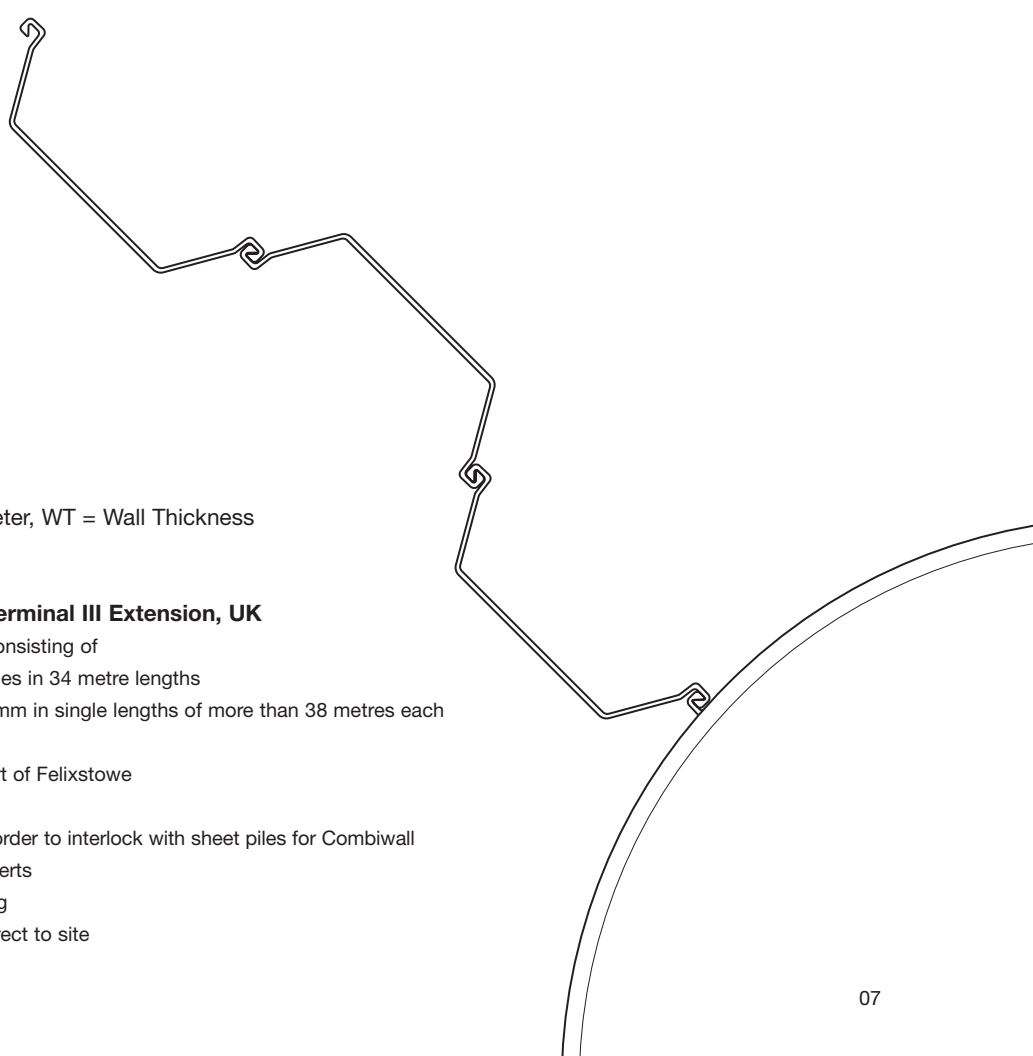 eter, WT = Wall Thickness
erminal III Extension, UK
onsisting of
es in 34 metre lengths
mm in single lengths of more than 38 metres each
t of Felixstowe
order to interlock with sheet piles for Combiwall
erts
g
ect to site
07